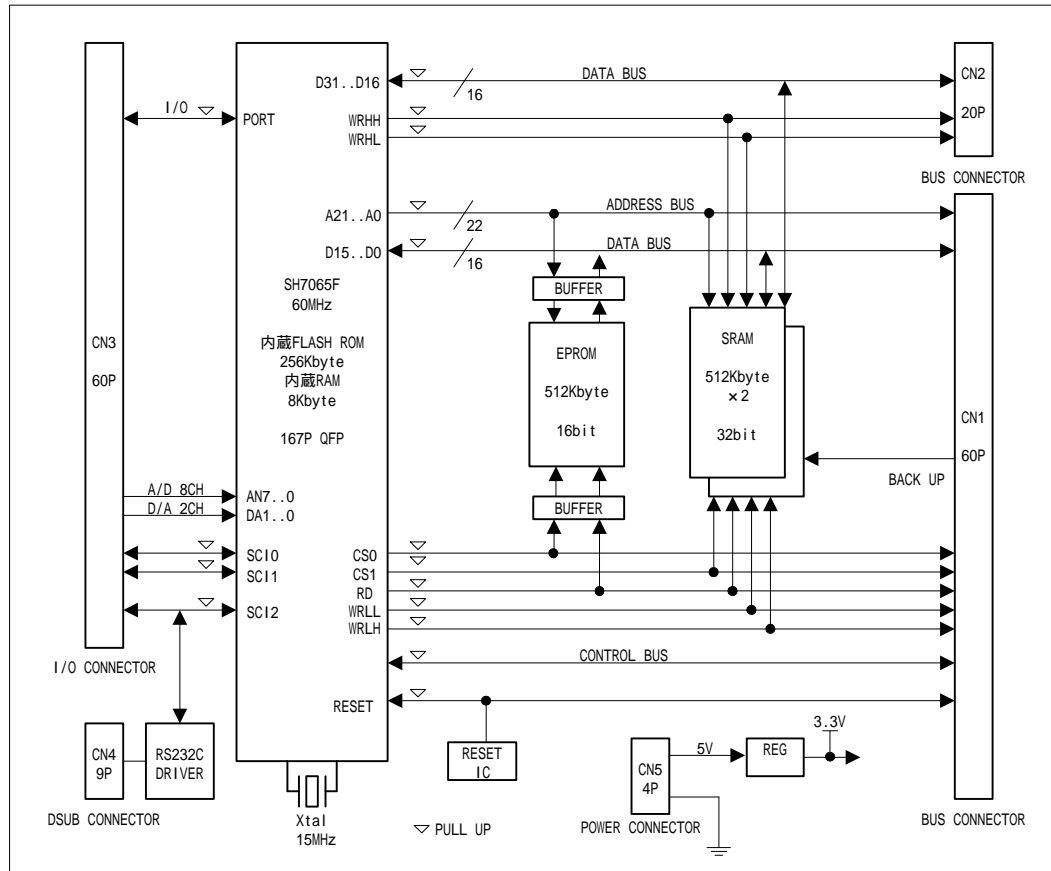 D31..D16
DATA BUS
16
CN2
20P
I/O
PORT
WRHH
WRHL
BUS CONNECTOR
A21..A0
ADDRESS BUS
22
D15..D0
DATA BUS
16
SH7065F
60MHz
BUFFER
CN3
60P
内蔵FLASH ROM
256Kbyte
内蔵RAM
8Kbyte
167P QFP
EPROM
512Kbyte
16bit
SRAM
512Kbyte
×2
32bit
CN1
60P
BACK UP
A/D 8CH
AN7..0
D/A 2CH
DA1..0
BUFFER
SCI0
CS0
SCI1
CS1
RD
SCI2
WRLL
WRLH
I/O CONNECTOR
CONTROL BUS
RESET
CN4
9P
RS232C
DRIVER
RESET
IC
CN5
4P
5V
REG
3.3V
DSUB CONNECTOR
Xtal
15MHz
▽ PULL UP
POWER CONNECTOR
BUS CONNECTOR